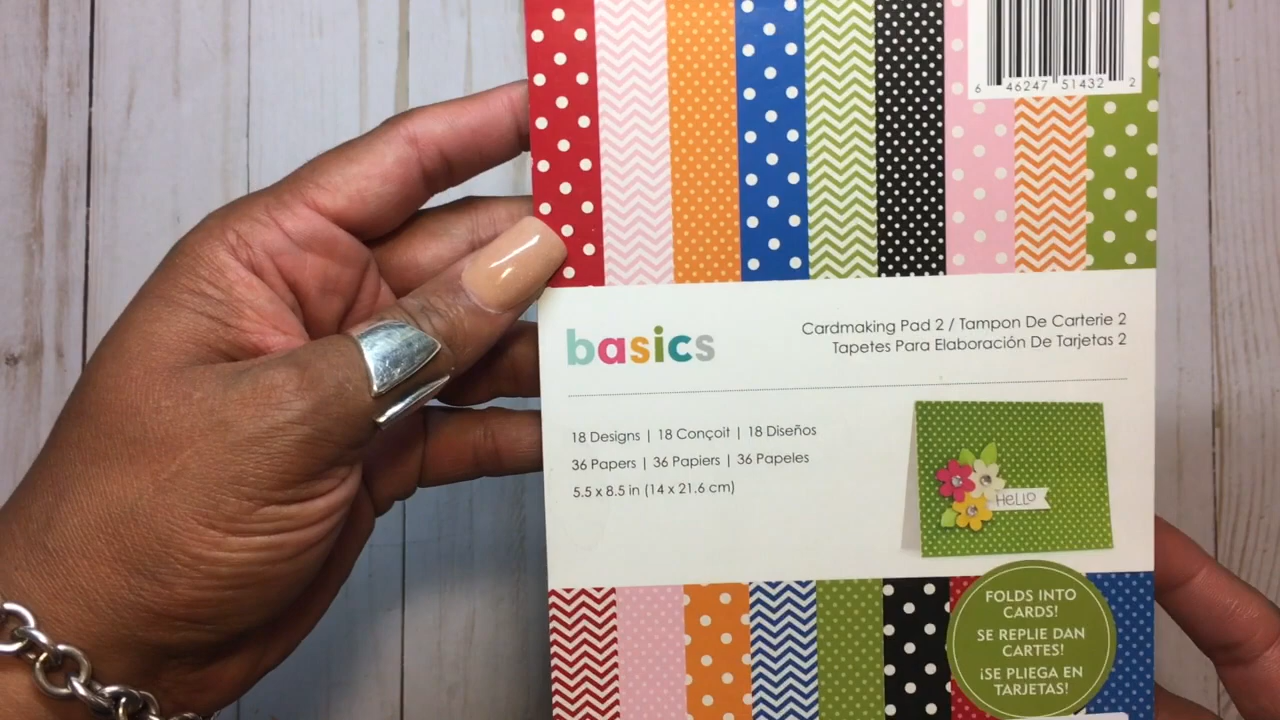 6 46247 51432 2
basics
Cardmaking Pad 2 / Tampon De Carterie 2
Tapetes Para Elaboración De Tarjetas 2
18 Designs | 18 Conçoit | 18 Diseños
36 Papers | 36 Papiers | 36 Papeles
5.5 x 8.5 in (14 x 21.6 cm)
HELLO
FOLDS INTO
CARDS!
SE REPLIE DAN
CARTES!
¡SE PLIEGA EN
TARJETAS!